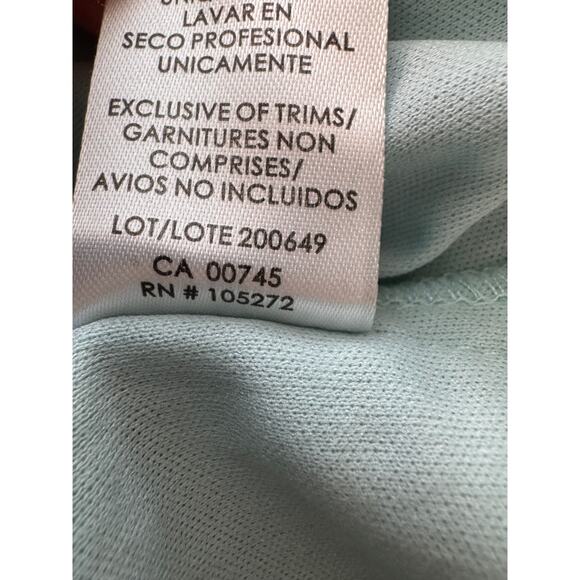 LAVAR EN
SECO PROFESIONAL
UNICAMENTE
EXCLUSIVE OF TRIMS/
GARNITURES NON
COMPRISES/
AVIOS NO INCLUIDOS
LOT/LOTE 200649
CA 00745
RN # 105272